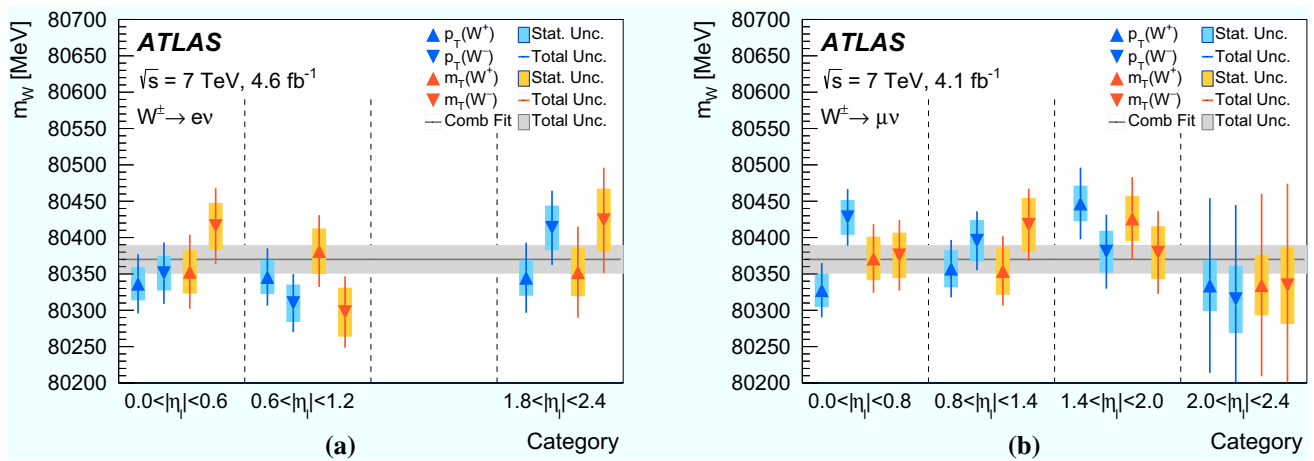 80700
80650
80600
80550
80500
80450
80400
80350
80300
80250
80200
m_W [MeV]
ATLAS
√s = 7 TeV, 4.6 fb⁻¹
W^± → eν
p_T(W⁺)
p_T(W⁻)
m_T(W⁺)
m_T(W⁻)
Comb Fit
Stat. Unc.
Total Unc.
Stat. Unc.
Total Unc.
Total Unc.
0.0<|η_l|<0.6
0.6<|η_l|<1.2
1.8<|η_l|<2.4
(a)
Category
80700
80650
80600
80550
80500
80450
80400
80350
80300
80250
80200
m_W [MeV]
ATLAS
√s = 7 TeV, 4.1 fb⁻¹
W^± → μν
p_T(W⁺)
p_T(W⁻)
m_T(W⁺)
m_T(W⁻)
Comb Fit
Stat. Unc.
Total Unc.
Stat. Unc.
Total Unc.
Total Unc.
0.0<|η_l|<0.8
0.8<|η_l|<1.4
1.4<|η_l|<2.0
2.0<|η_l|<2.4
(b)
Category